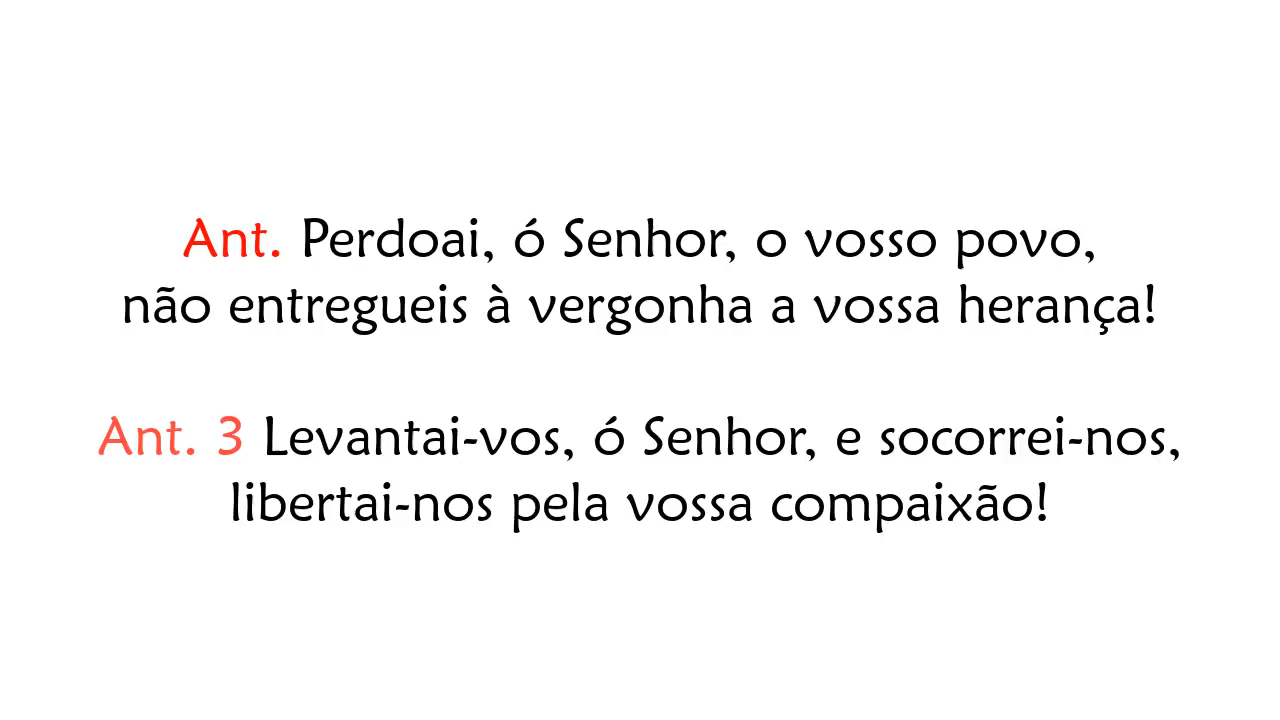 Ant. Perdoai, ó Senhor, o vosso povo,
não entregueis à vergonha a vossa herança!
Ant. 3 Levantai-vos, ó Senhor, e socorrei-nos,
libertai-nos pela vossa compaixão!